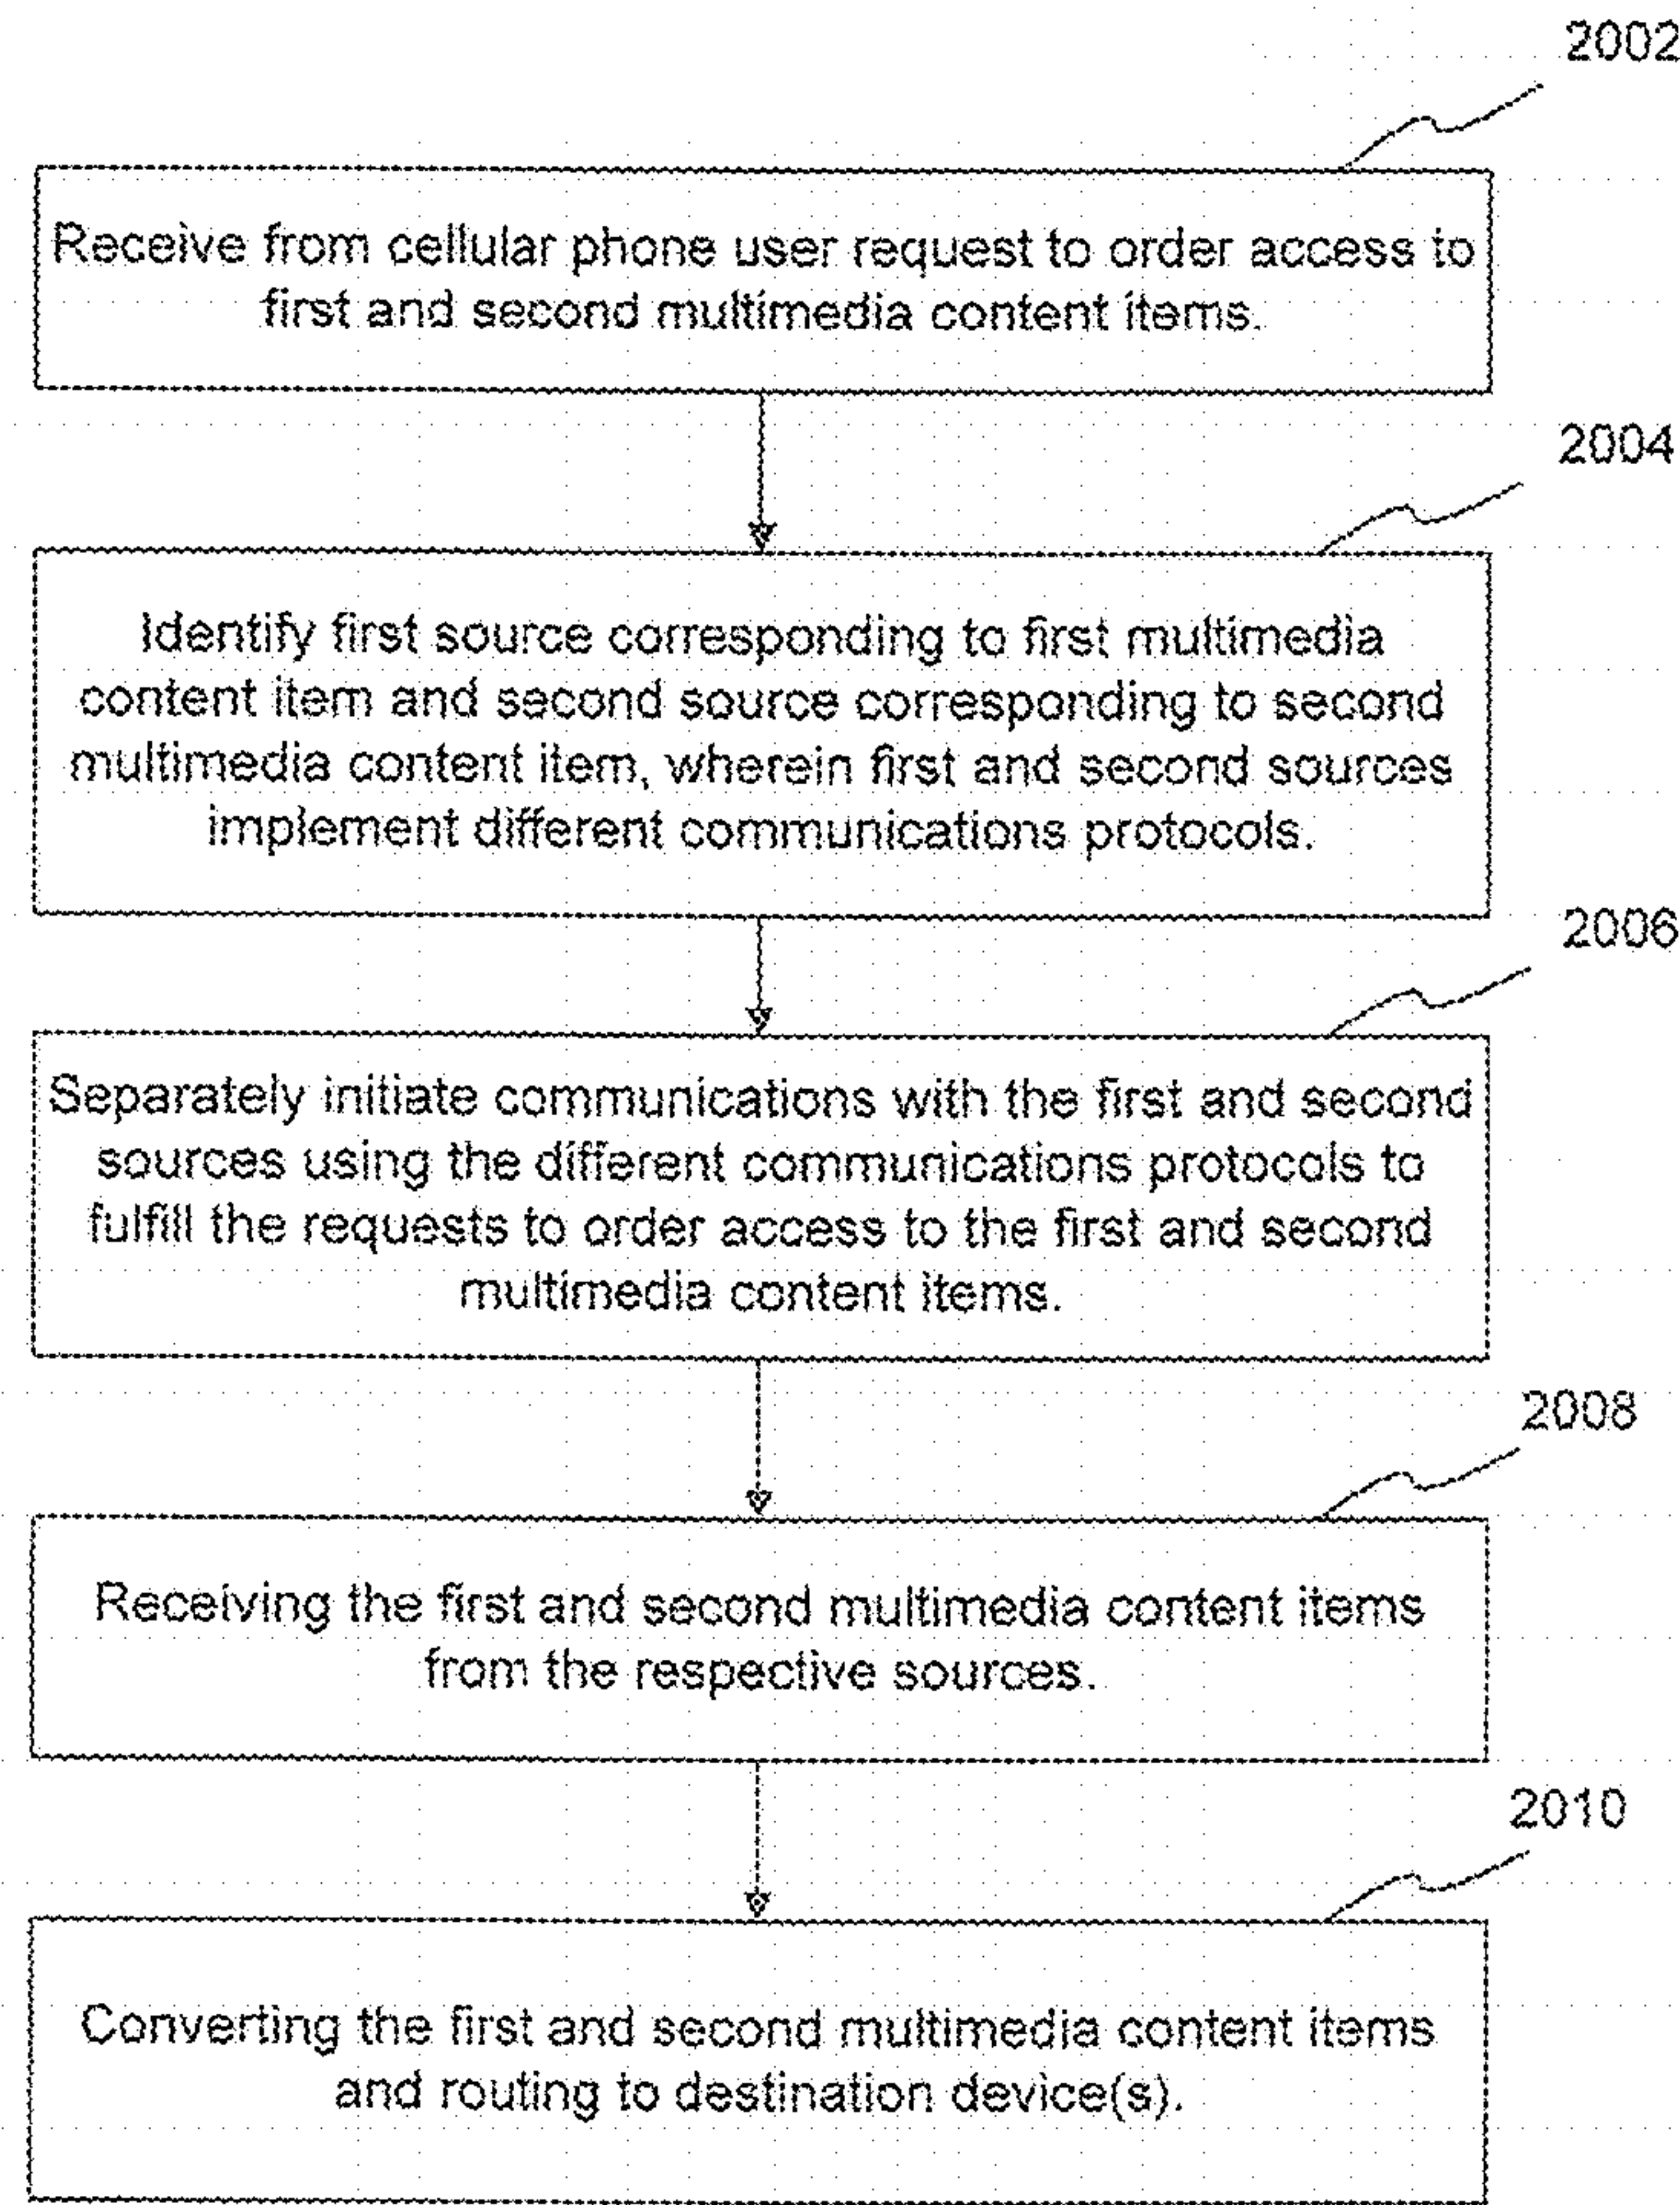 2002
Receive from cellular phone user request to order access to
first and second multimedia content items.
2004
Identify first source corresponding to first multimedia
content item and second source corresponding to second
multimedia content item, wherein first and second sources
implement different communications protocols.
2006
Separately initiate communications with the first and second
sources using the different communications protocols to
fulfill the requests to order access to the first and second
multimedia content items.
2008
Receiving the first and second multimedia content items
from the respective sources.
2010
Converting the first and second multimedia content items
and routing to destination device(s).